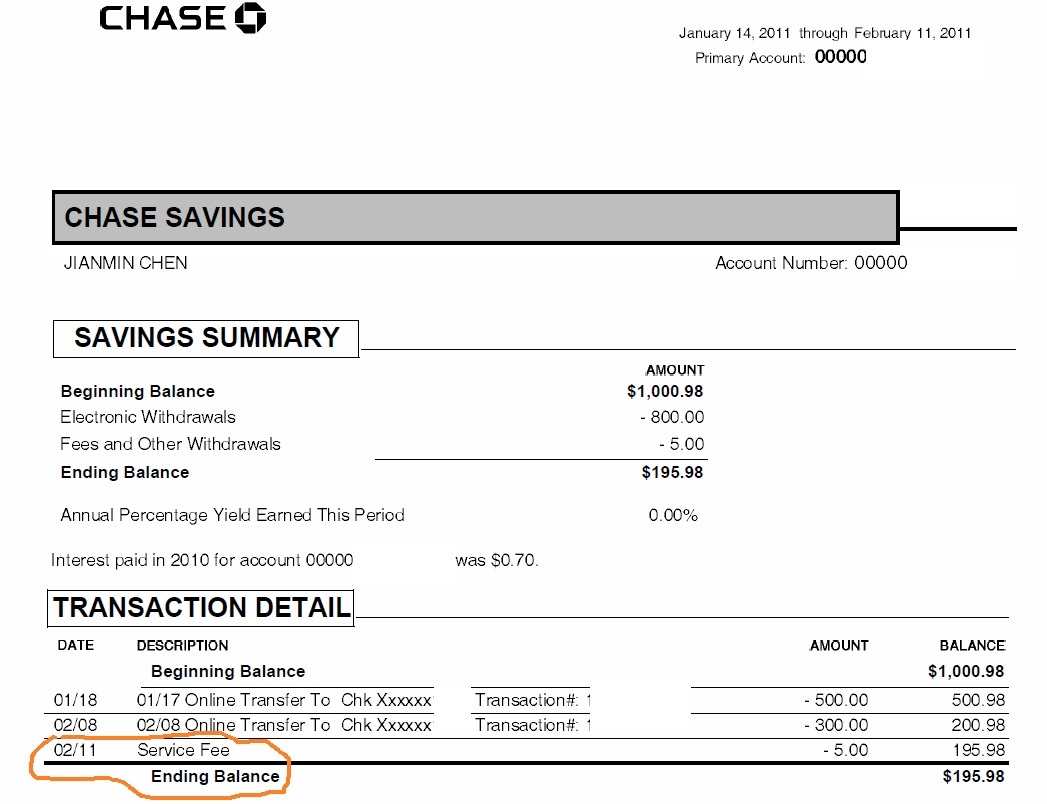 CHASE
January 14, 2011 through February 11, 2011
Primary Account: 00000
CHASE SAVINGS
JIANMIN CHEN Account Number: 00000
SAVINGS SUMMARY
AMOUNT
Beginning Balance $1,000.98
Electronic Withdrawals - 800.00
Fees and Other Withdrawals - 5.00
Ending Balance $195.98
Annual Percentage Yield Earned This Period 0.00%
Interest paid in 2010 for account 00000 was $0.70.
TRANSACTION DETAIL
DATE DESCRIPTION AMOUNT BALANCE
Beginning Balance $1,000.98
01/18 01/17 Online Transfer To Chk Xxxxxx Transaction#: 1 - 500.00 500.98
02/08 02/08 Online Transfer To Chk Xxxxxx Transaction#: 1 - 300.00 200.98
02/11 Service Fee - 5.00 195.98
Ending Balance $195.98